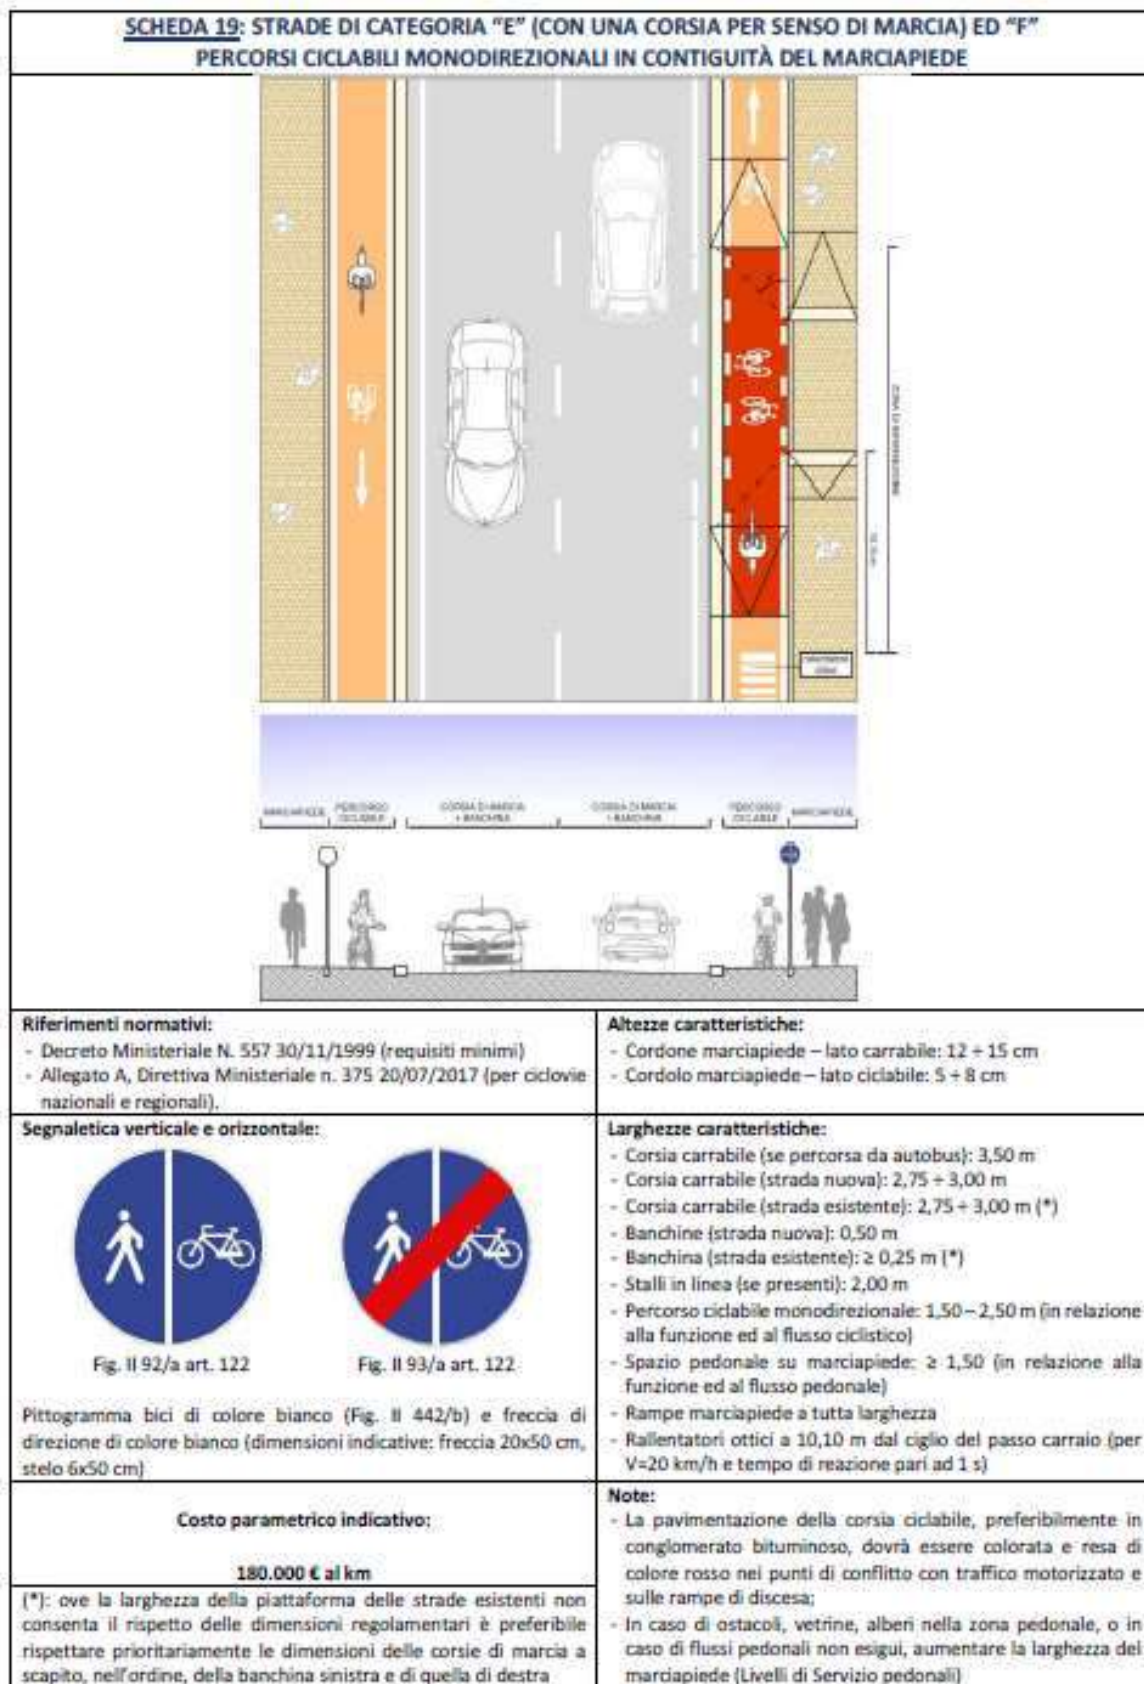 SCHEDA 19: STRADE DI CATEGORIA “E” (CON UNA CORSIA PER SENSO DI MARCIA) ED “F”
PERCORSI CICLABILI MONODIREZIONALI IN CONTIGUITÀ DEL MARCIAPIEDE
MARCIAPIEDE
PERCORSO
CICLABILE
CORSIA DI MARCIA
+ BANCHINA
CORSIA DI MARCIA
+ BANCHINA
PERCORSO
CICLABILE
MARCIAPIEDE
Riferimenti normativi:
- Decreto Ministeriale N. 557 30/11/1999 (requisiti minimi)
- Allegato A, Direttiva Ministeriale n. 375 20/07/2017 (per ciclovie
nazionali e regionali).
Altezze caratteristiche:
- Cordone marciapiede – lato carrabile: 12 ÷ 15 cm
- Cordolo marciapiede – lato ciclabile: 5 ÷ 8 cm
Segnaletica verticale e orizzontale:
Fig. II 92/a art. 122
Fig. II 93/a art. 122
Pittogramma bici di colore bianco (Fig. II 442/b) e freccia di
direzione di colore bianco (dimensioni indicative: freccia 20x50 cm,
stelo 6x50 cm)
Larghezze caratteristiche:
- Corsia carrabile (se percorsa da autobus): 3,50 m
- Corsia carrabile (strada nuova): 2,75 ÷ 3,00 m
- Corsia carrabile (strada esistente): 2,75 ÷ 3,00 m (*)
- Banchine (strada nuova): 0,50 m
- Banchina (strada esistente): ≥ 0,25 m (*)
- Stalli in linea (se presenti): 2,00 m
- Percorso ciclabile monodirezionale: 1,50 – 2,50 m (in relazione
alla funzione ed al flusso ciclistico)
- Spazio pedonale su marciapiede: ≥ 1,50 (in relazione alla
funzione ed al flusso pedonale)
- Rampe marciapiede a tutta larghezza
- Rallentatori ottici a 10,10 m dal ciglio del passo carraio (per
V=20 km/h e tempo di reazione pari ad 1 s)
Costo parametrico indicativo:
180.000 € al km
(*): ove la larghezza della piattaforma delle strade esistenti non
consenta il rispetto delle dimensioni regolamentari è preferibile
rispettare prioritariamente le dimensioni delle corsie di marcia a
scapito, nell'ordine, della banchina sinistra e di quella di destra
Note:
- La pavimentazione della corsia ciclabile, preferibilmente in
conglomerato bituminoso, dovrà essere colorata e resa di
colore rosso nei punti di conflitto con traffico motorizzato e
sulle rampe di discesa;
- In caso di ostacoli, vetrine, alberi nella zona pedonale, o in
caso di flussi pedonali non esigui, aumentare la larghezza del
marciapiede (Livelli di Servizio pedonali)